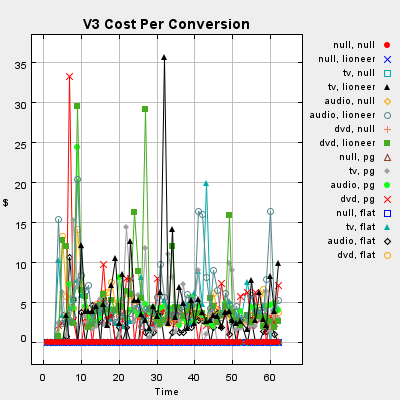 V3 Cost Per Conversion
null, null
null, lioneer
tv, null
tv, lioneer
audio, null
audio, lioneer
dvd, null
dvd, lioneer
null, pg
tv, pg
audio, pg
dvd, pg
null, flat
tv, flat
audio, flat
dvd, flat
35
30
25
20
15
10
5
0
$
0 10 20 30 40 50 60
Time